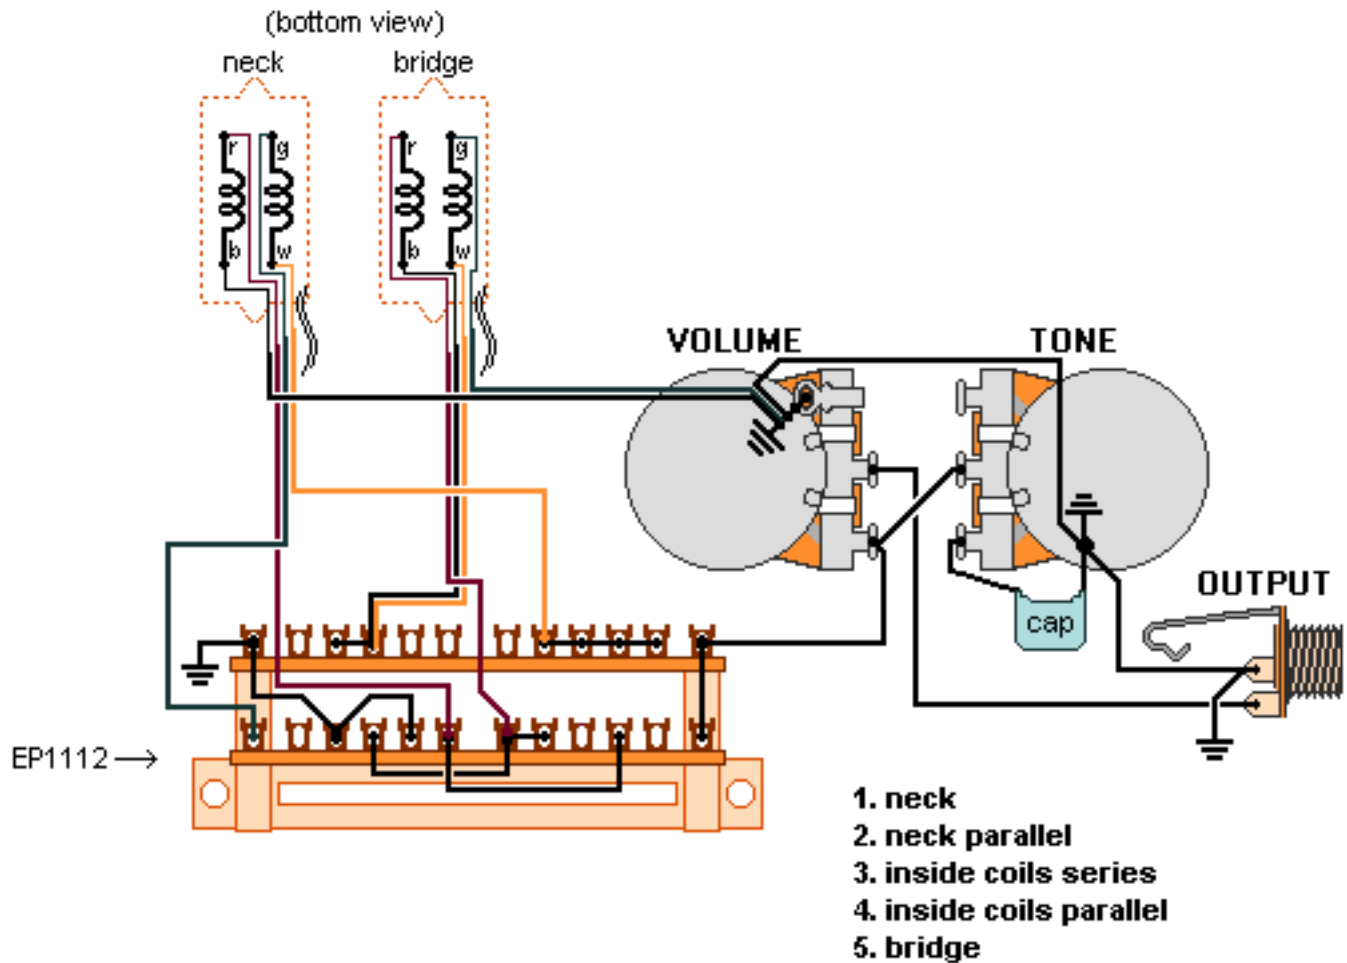 (bottom view)
neck
bridge
r
g
r
g
b
w
b
w
VOLUME
TONE
OUTPUT
cap
EP1112
1. neck
2. neck parallel
3. inside coils series
4. inside coils parallel
5. bridge